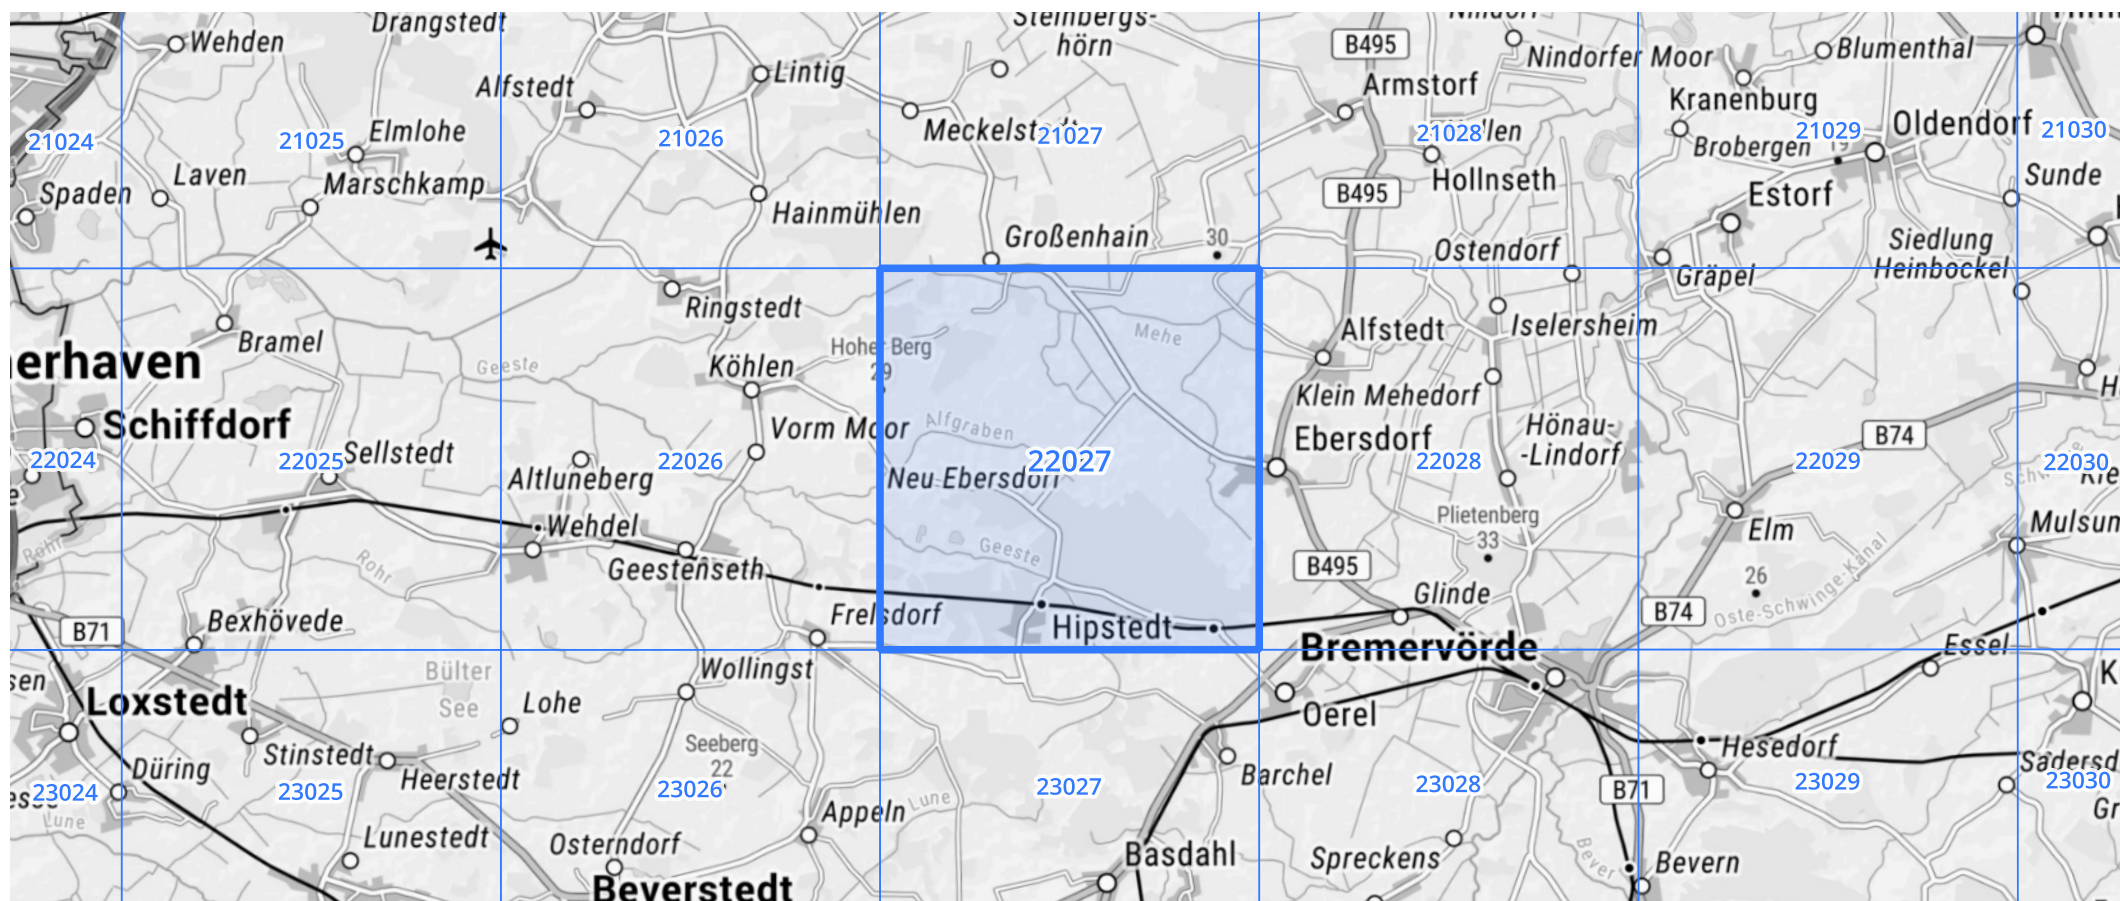 Drangstedt
Steinbergs-
hörn
B495
Wehden
Nindorfer Moor
Blumenthal
Lintig
Alfstedt
Armstorf
Kranenburg
Meckelstedt
21024
21025
Elmlohe
21026
21027
21028
21029
Oldendorf
21030
Brobergen
19
Laven
Marschkamp
Spaden
B495
Hollnseth
Estorf
Sunde
Hainmühlen
Großenhain
30
Ostendorf
Siedlung
Heinbockel
Gräpel
Ringstedt
Bramel
Mehe
Alfstedt
Iselersheim
Hoher Berg
29
Geeste
erhaven
Köhlen
Klein Mehedorf
Schiffdorf
Vorm Moor
Alfgraben
Ebersdorf
Hönau-
-Lindorf
B74
22024
22025
Sellstedt
22026
22027
22028
22029
22030
Altluneberg
Neu Ebersdorf
Plietenberg
33
Wehdel
Elm
Mulsum
Rohr
Rohr
Geestenseth
Geeste
B495
26
Oste-Schwinge-Kanal
Glinde
B74
B71
Bexhövede
Frelsdorf
Hipstedt
Bremervörde
Essel
Bülter
See
Wollingst
Loxstedt
Lohe
Oerel
Stinstedt
Seeberg
22
Hesedorf
Düring
Heerstedt
Barchel
23024
23025
23026
23027
23028
B71
23029
23030
Lune
Appeln
Lune
Lunestedt
Osterndorf
Basdahl
Spreckens
Bever
Bevern
Beverstedt